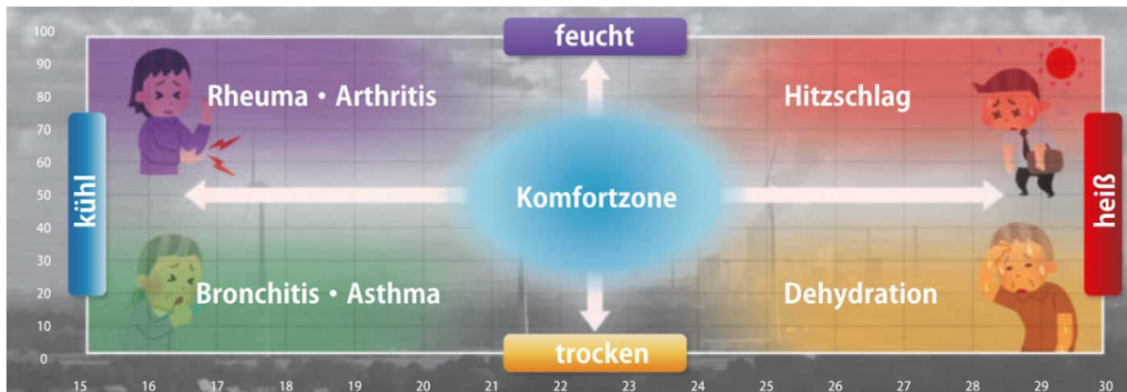 100
feucht
90
80
Rheuma • Arthritis
Hitzschlag
70
60
kühl
50
Komfortzone
heiß
40
30
20
Bronchitis • Asthma
Dehydration
10
0
trocken
15 16 17 18 19 20 21 22 23 24 25 26 27 28 29 30